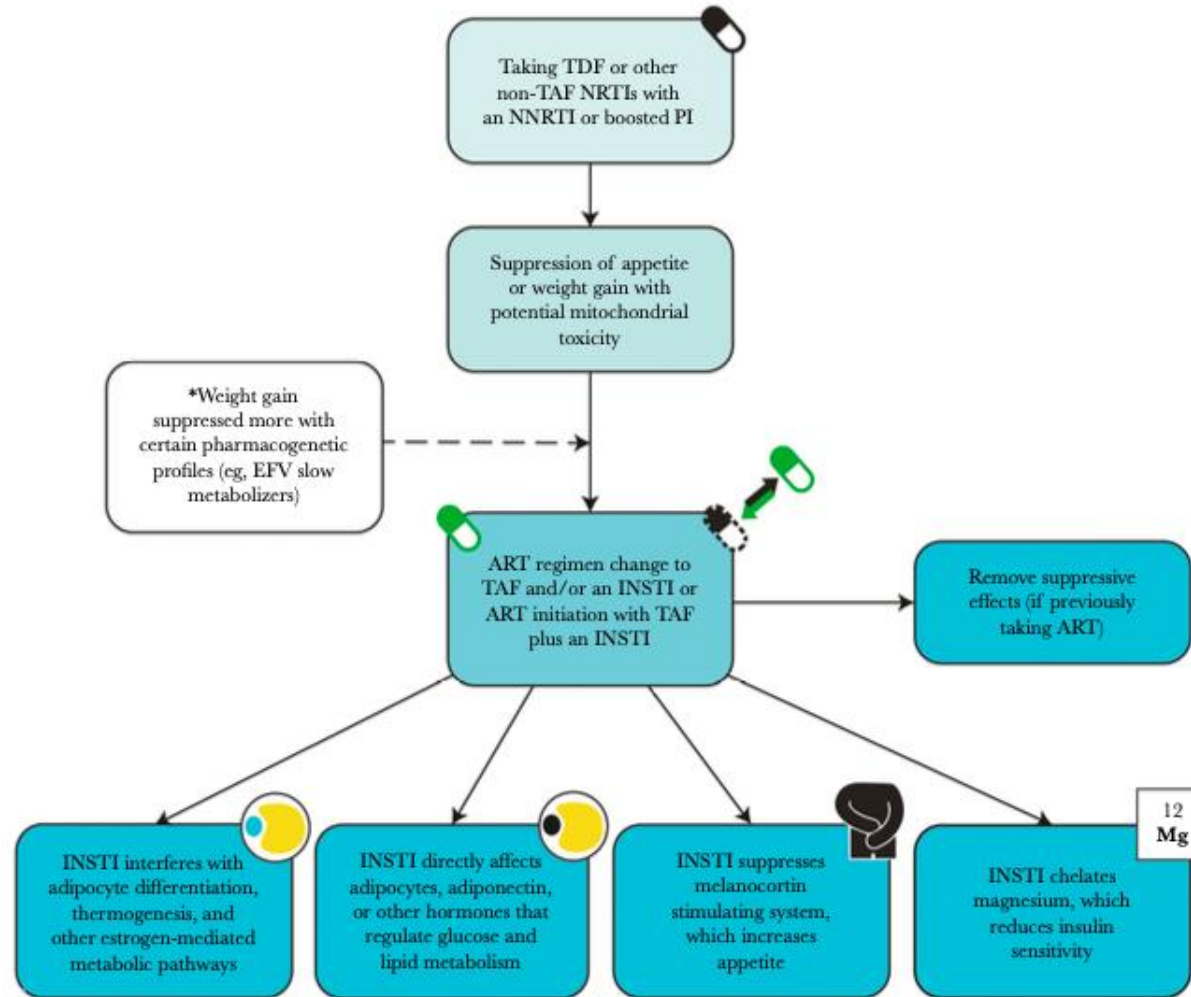 Taking TDF or other
non-TAF NRTIs with
an NNRTI or boosted PI
Suppression of appetite
or weight gain with
potential mitochondrial
toxicity
*Weight gain
suppressed more with
certain pharmacogenetic
profiles (eg, EFV slow
metabolizers)
ART regimen change to
TAF and/or an INSTI or
ART initiation with TAF
plus an INSTI
Remove suppressive
effects (if previously
taking ART)
INSTI interferes with
adipocyte differentiation,
thermogenesis, and
other estrogen-mediated
metabolic pathways
INSTI directly affects
adipocytes, adiponectin,
or other hormones that
regulate glucose and
lipid metabolism
INSTI suppresses
melanocortin
stimulating system,
which increases
appetite
12
Mg
INSTI chelates
magnesium, which
reduces insulin
sensitivity